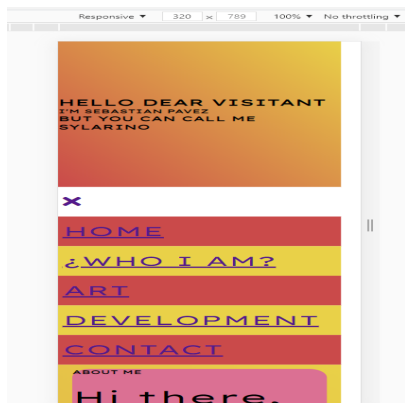 Responsive 320 × 789 100% No throttling
HELLO DEAR VISITANT
I'M SEBASTIAN PAVEZ
BUT YOU CAN CALL ME
SYLARINO
HOME
¿WHO I AM?
ART
DEVELOPMENT
CONTACT
ABOUT ME
Hi there,